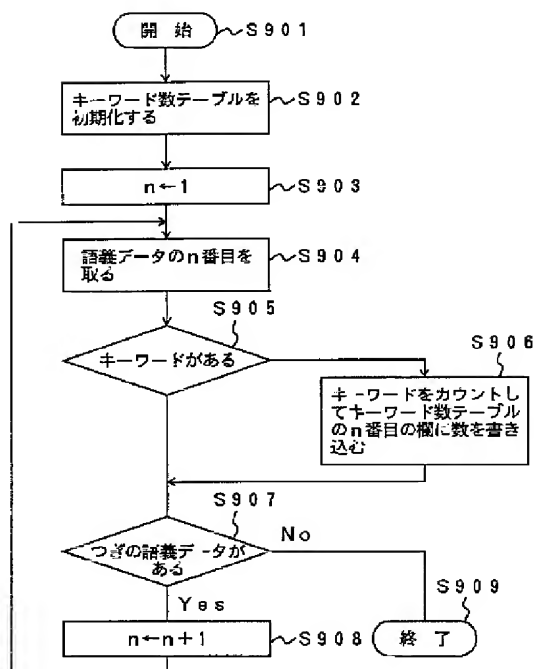 開 始 S901
キーワード数テーブルを
初期化する S902
n←1 S903
語義データのn番目を
取る S904
S905
キーワードがある
S906
キーワードをカウントし
てキーワード数テーブル
のn番目の欄に数を書き
込む
S907
つぎの語義データが
ある
No
Yes
S909
n←n+1 S908
終 了